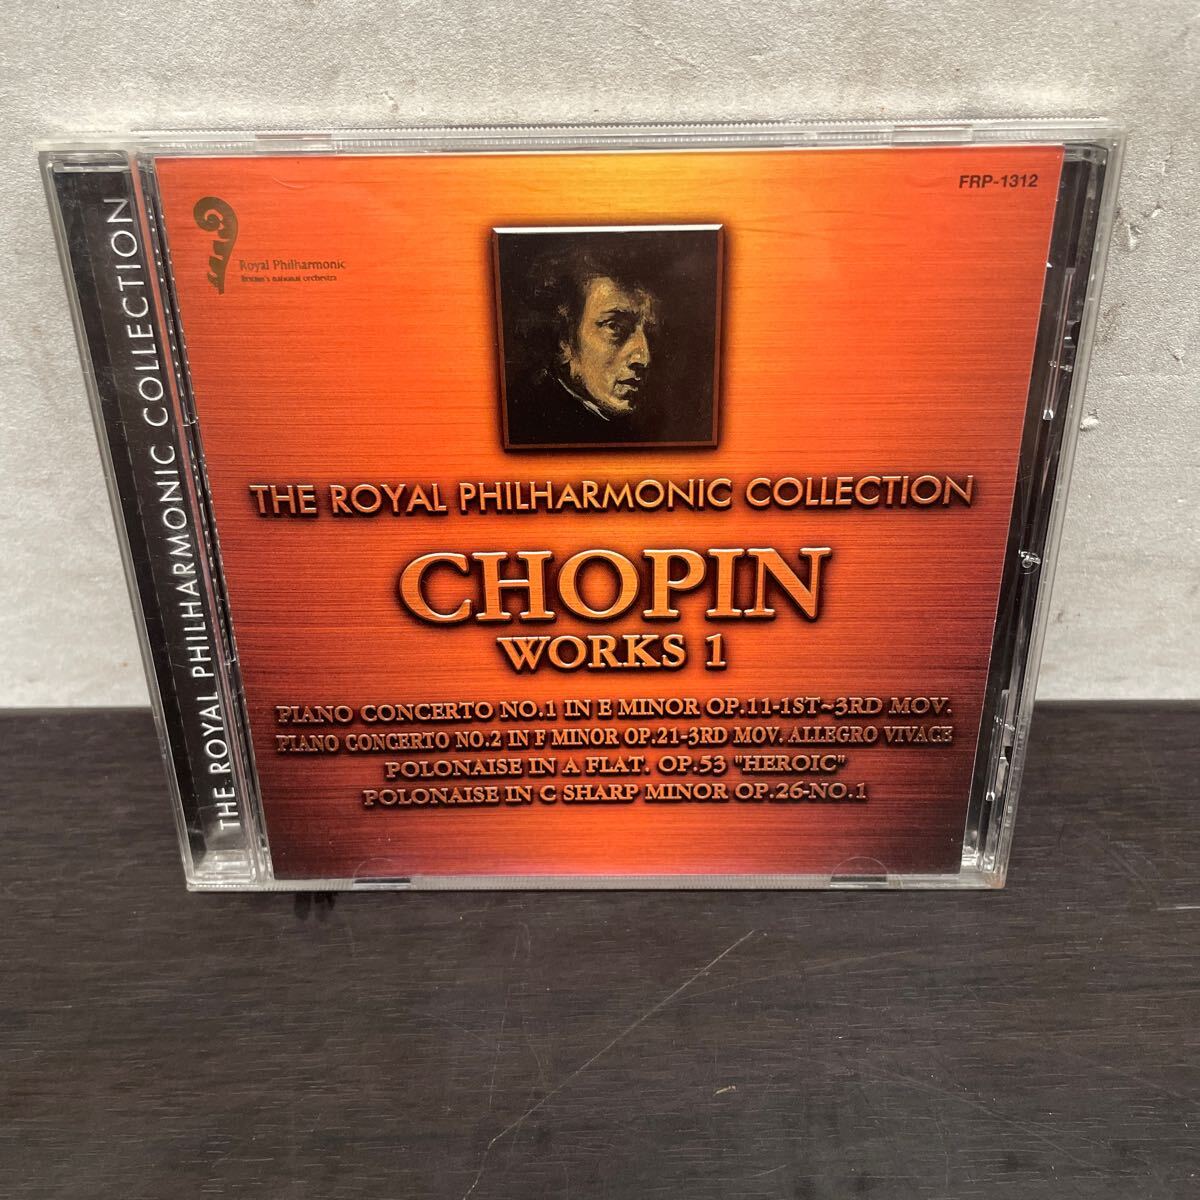 THE ROYAL PHILHARMONIC COLLECTION
FRP-1312
Royal Philharmonic
Britain's national orchestra
THE ROYAL PHILHARMONIC COLLECTION
CHOPIN
WORKS 1
PIANO CONCERTO NO.1 IN E MINOR OP.11-1ST~3RD MOV.
PIANO CONCERTO NO.2 IN F MINOR OP.21-3RD MOV. ALLEGRO VIVACE
POLONAISE IN A FLAT. OP.53 "HEROIC"
POLONAISE IN C SHARP MINOR OP.26-NO.1